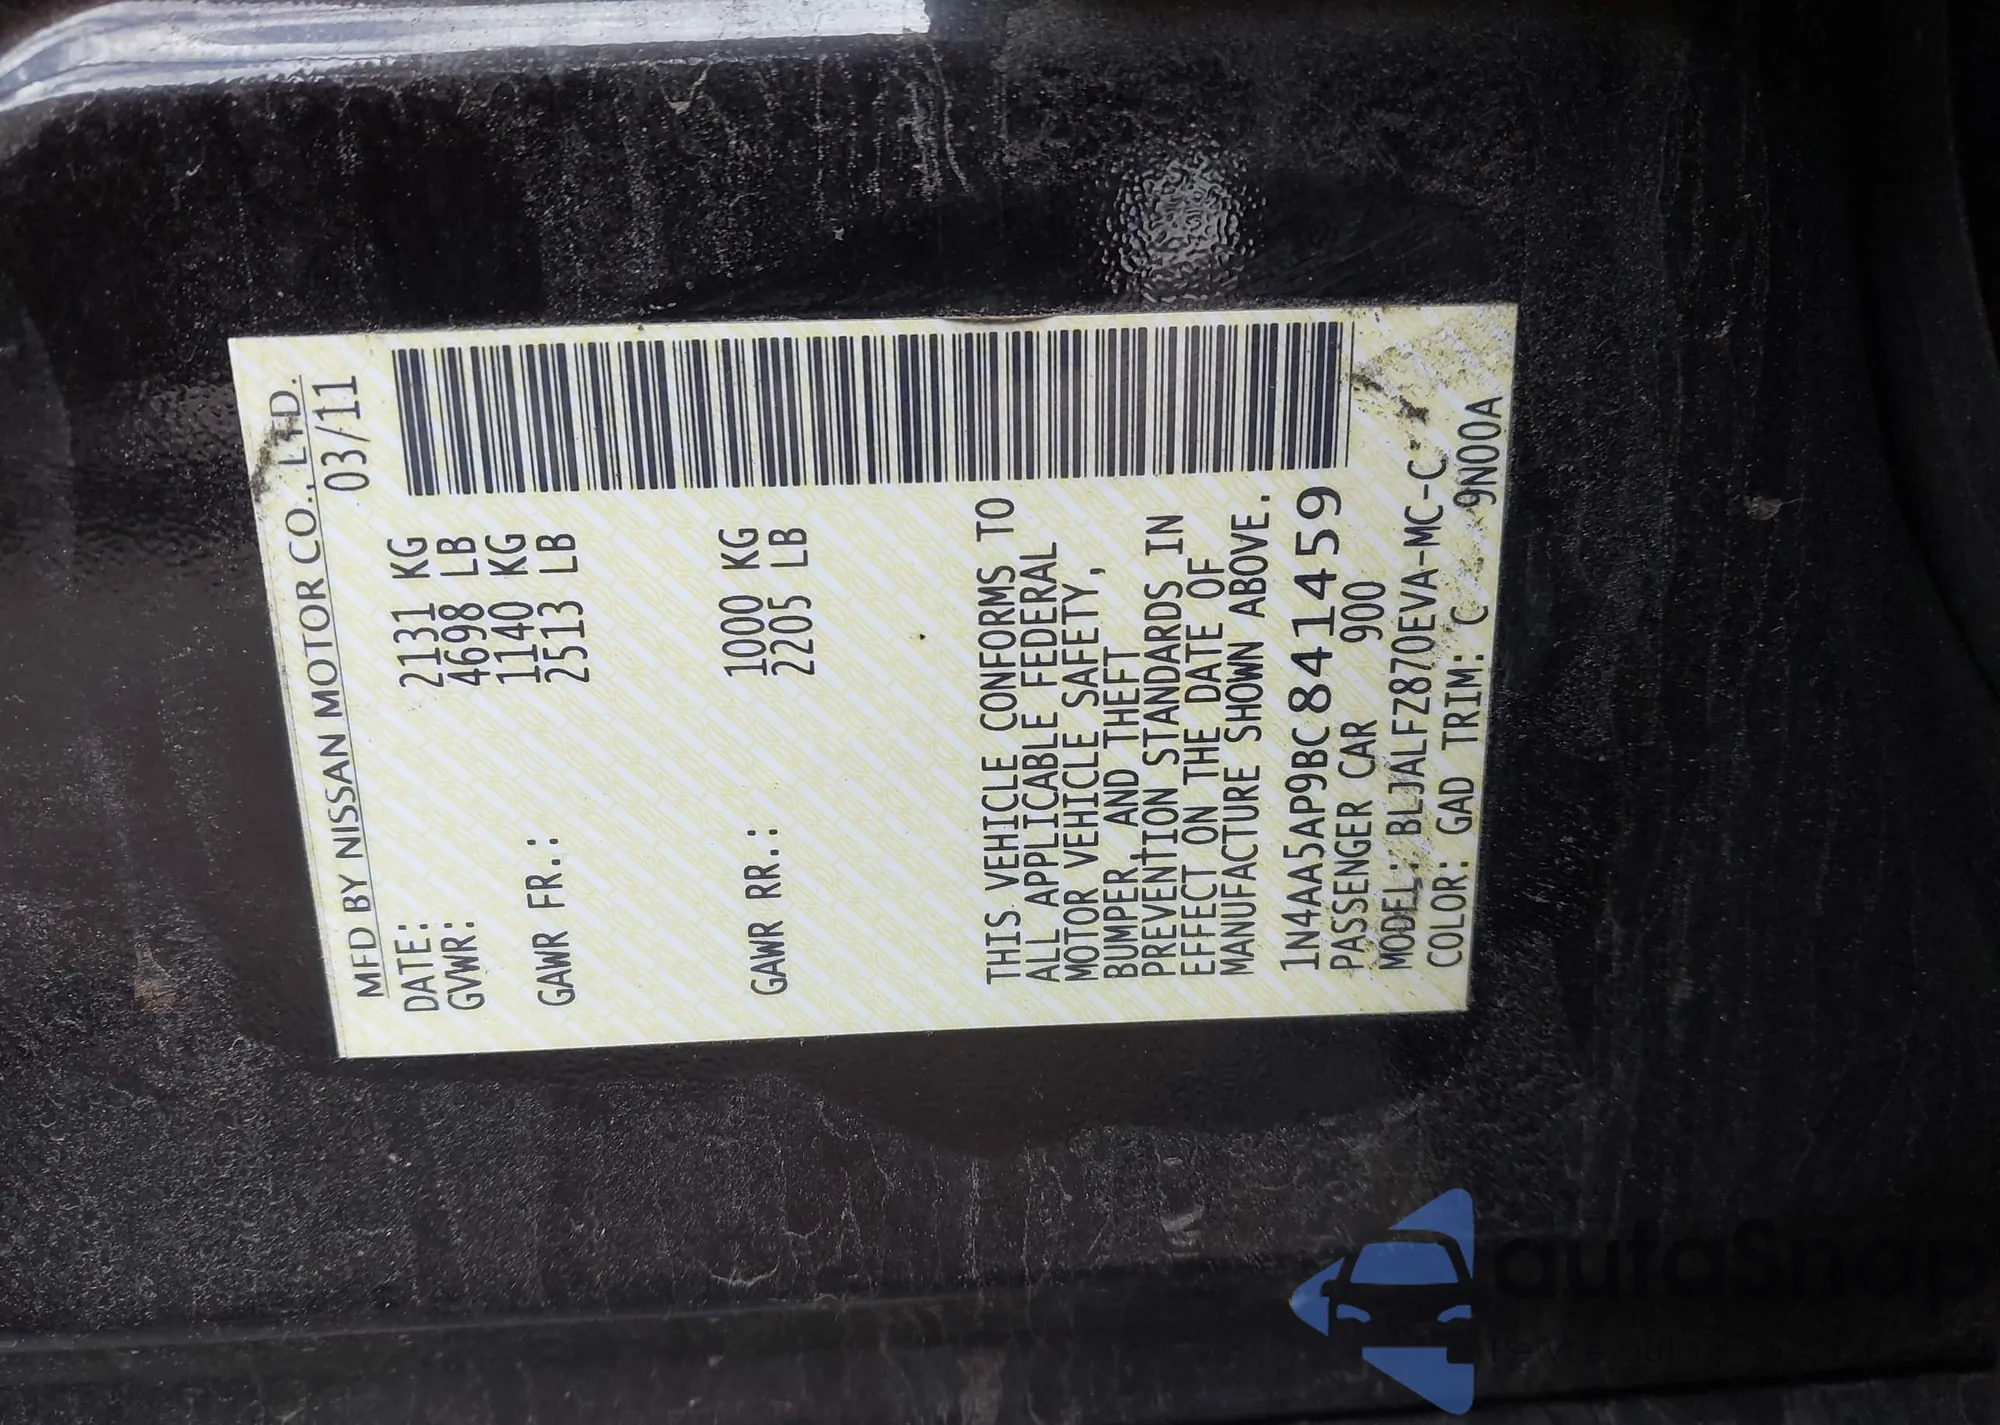 MFD BY NISSAN MOTOR CO., LTD.
DATE: 03/11
GVWR: 2131 KG
4698 LB
GAWR FR.: 1140 KG
2513 LB
GAWR RR.: 1000 KG
2205 LB
THIS VEHICLE CONFORMS TO
ALL APPLICABLE FEDERAL
MOTOR VEHICLE SAFETY,
BUMPER, AND THEFT
PREVENTION STANDARDS IN
EFFECT ON THE DATE OF
MANUFACTURE SHOWN ABOVE.
1N4AA5AP9BC841459
PASSENGER CAR 900
MODEL: BLJALFZ870EVA-MC-C
COLOR: GAD TRIM: C 9N00A
autoSnap